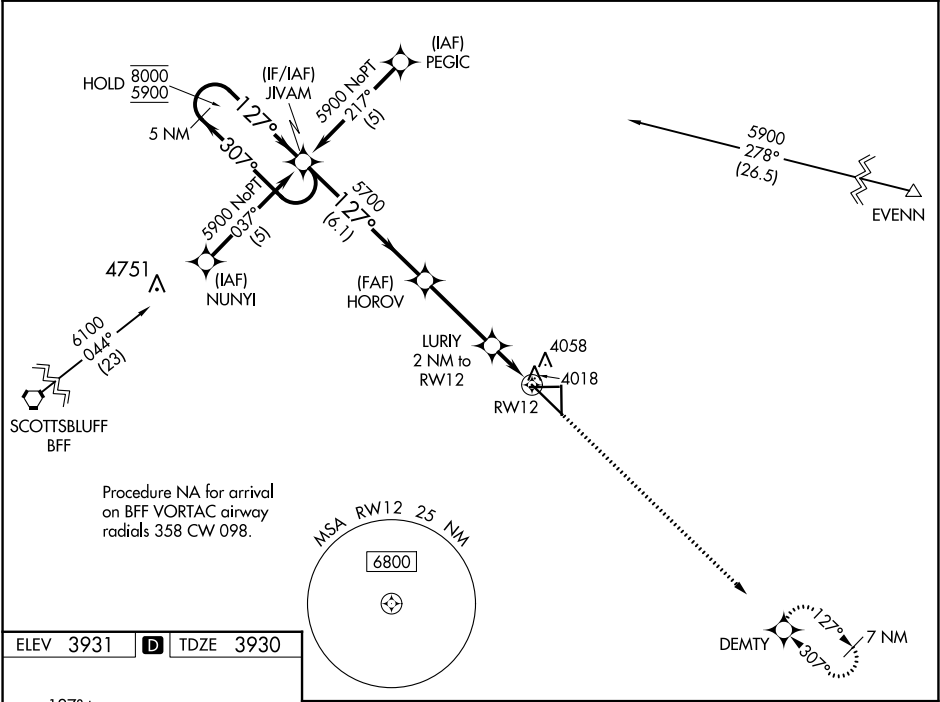 HOLD 8000
5900
5 NM
127°
307°
(IF/IAF)
JIVAM
(IAF)
PEGIC
5900 NoPT
217°
(5)
5900 NoPT
037°
(5)
(IAF)
NUNYI
5700
127°
(6.1)
5900
278°
(26.5)
EVENN
4751
6100
044°
(23)
SCOTTSBLUFF
BFF
(FAF)
HOROV
LURIY
2 NM to
RW12
4058
4018
RW12
Procedure NA for arrival
on BFF VORTAC airway
radials 358 CW 098.
MSA RW12 25 NM
6800
DEMTY
127°
307°
7 NM
ELEV 3931 D TDZE 3930